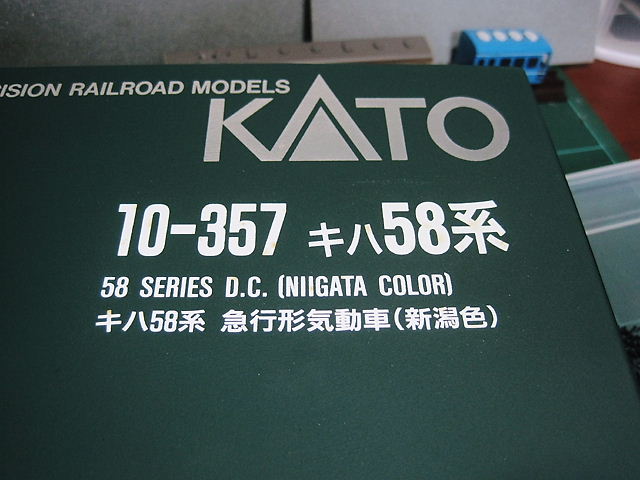 RAILROAD MODELS
KATO
10-357 キハ58系
58 SERIES D.C. (NIIGATA COLOR)
キハ58系 急行形気動車(新潟色)